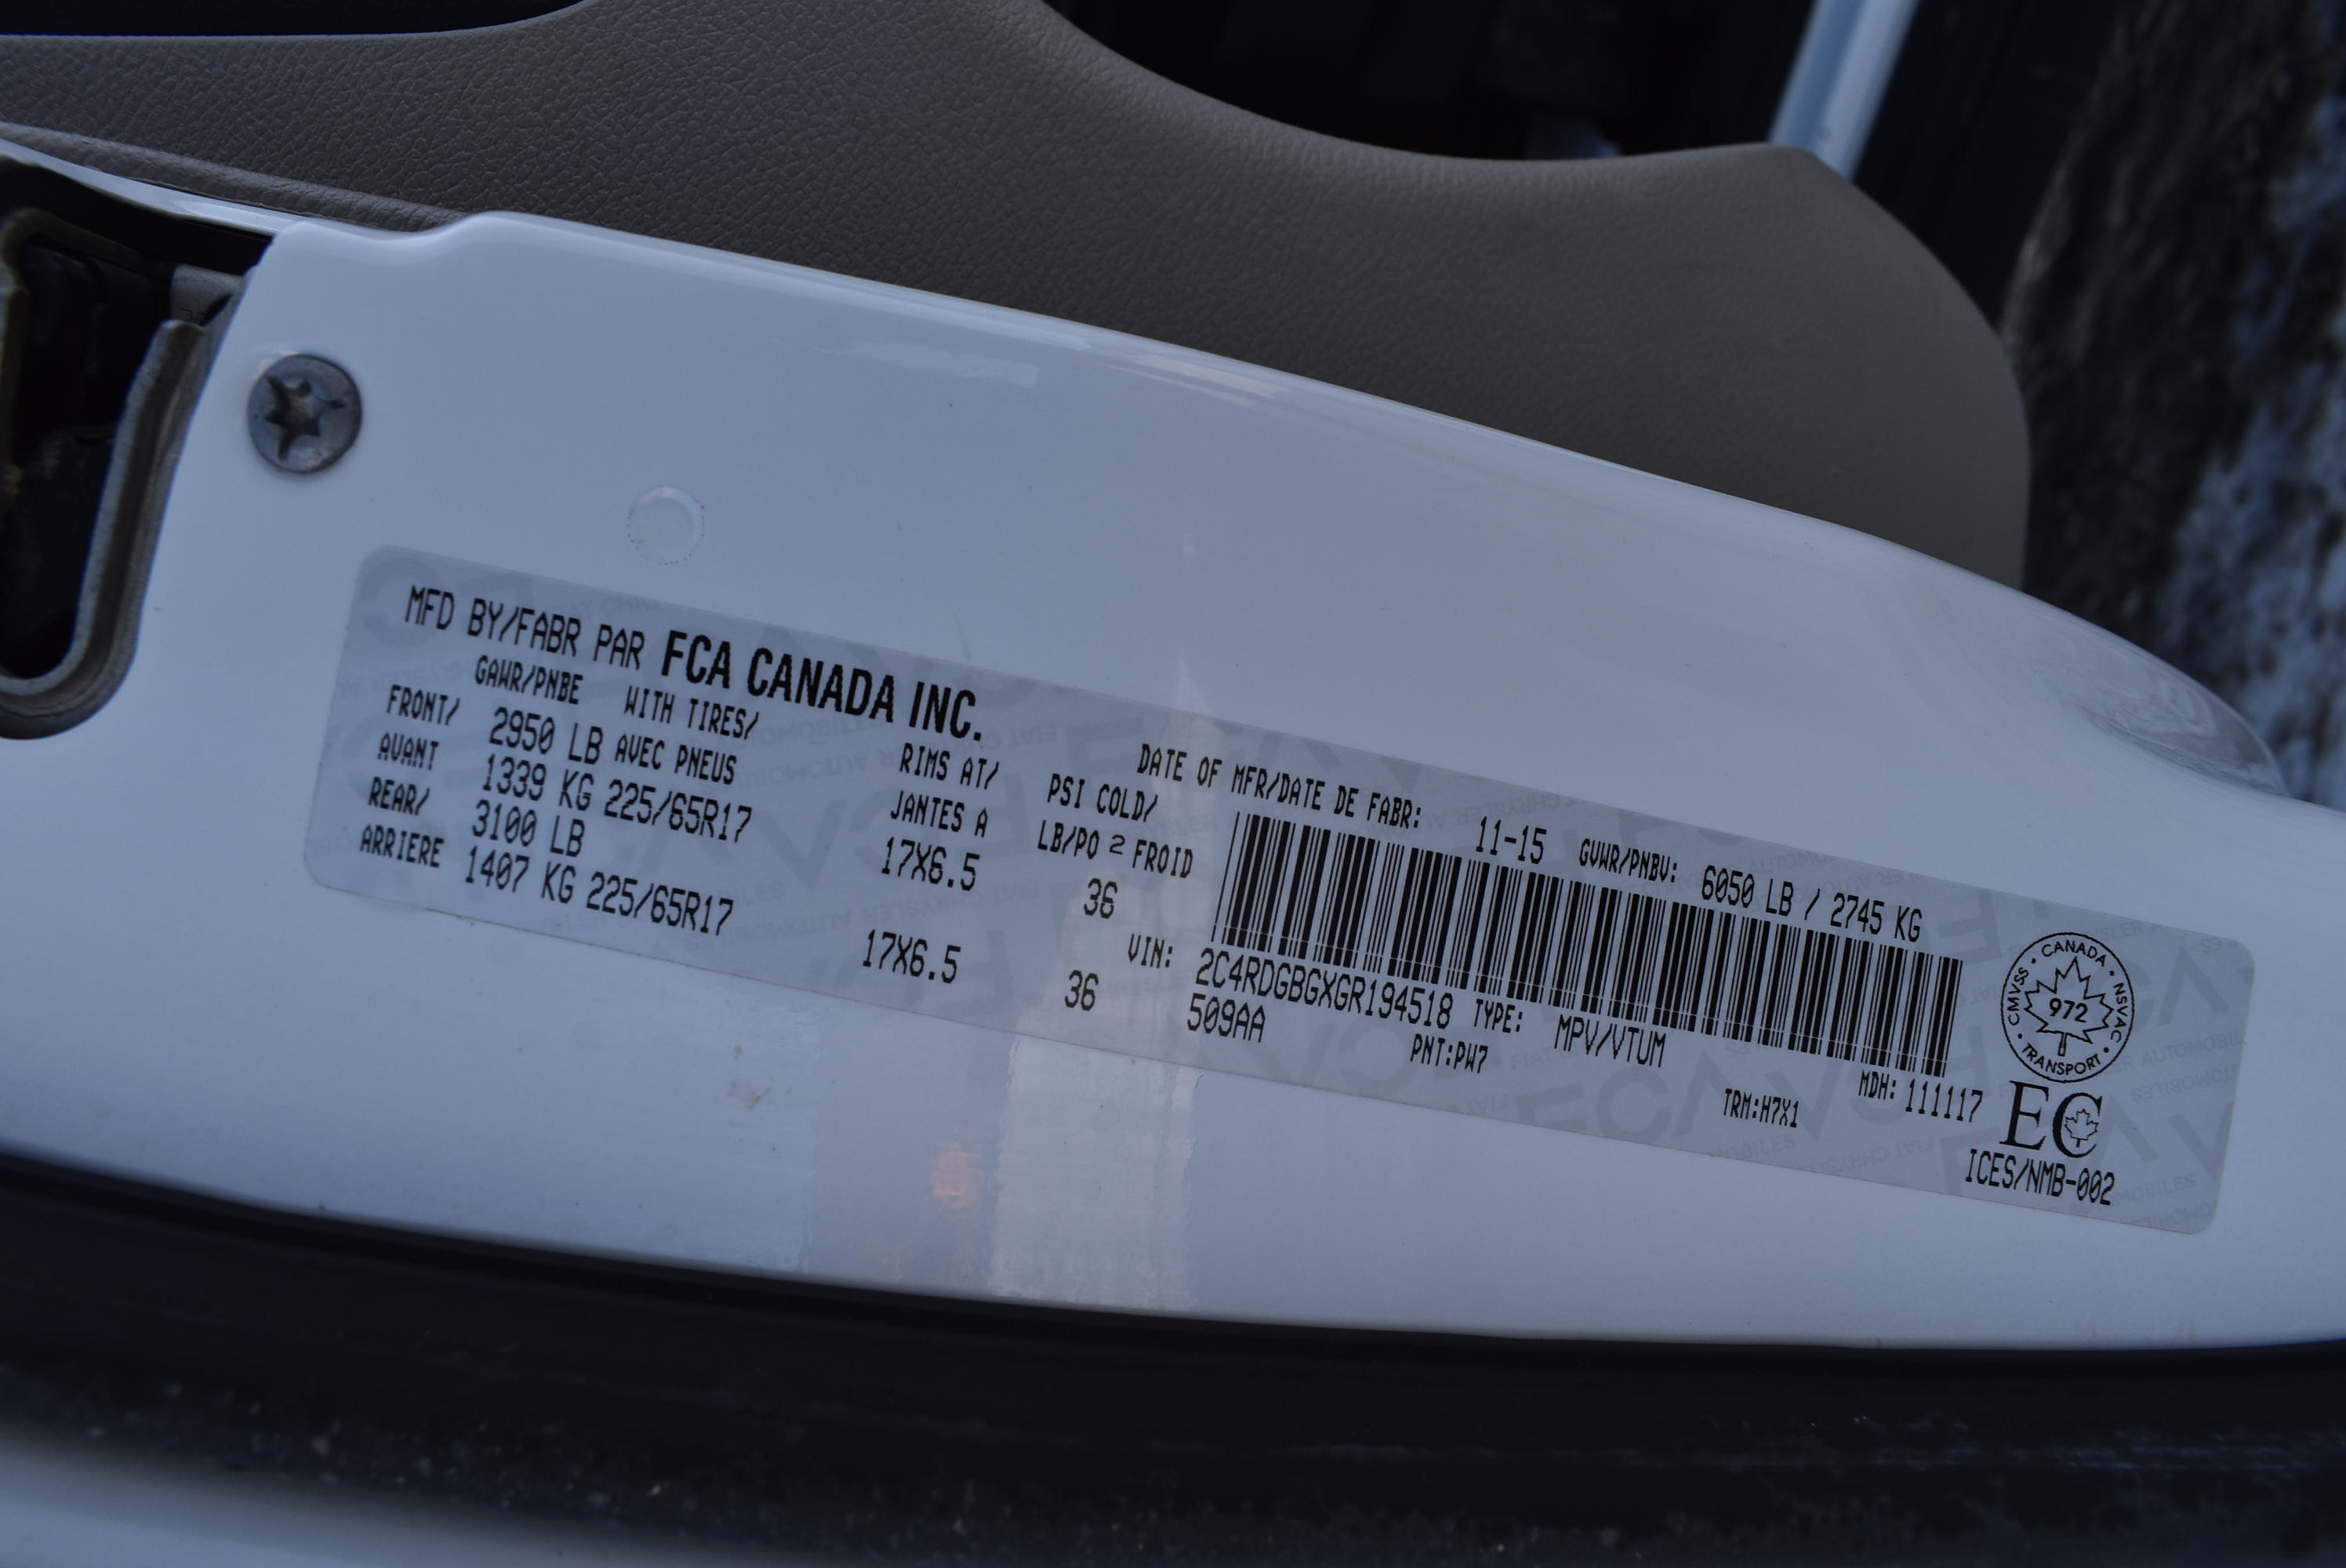 MFD BY/FABR PAR FCA CANADA INC.
DATE OF MFR/DATE DE FABR: 11-15 GVWR/PNBV: 6050 LB / 2745 KG
GAWR/PNBE WITH TIRES/ RIMS AT/ PSI COLD/
FRONT/ 2950 LB AVEC PNEUS JANTES A LB/PO 2 FROID
AVANT 1339 KG 225/65R17 17X6.5 36
REAR/ 3100 LB
ARRIERE 1407 KG 225/65R17 17X6.5 36
VIN: 2C4RDGBGXGR194518 TYPE: MPV/VTUM MDH: 111117
509AA PNT:PW7 TRM:H7X1
CANADA
CMVSS 972 NSVAC
TRANSPORT
EC
ICES/NMB-002